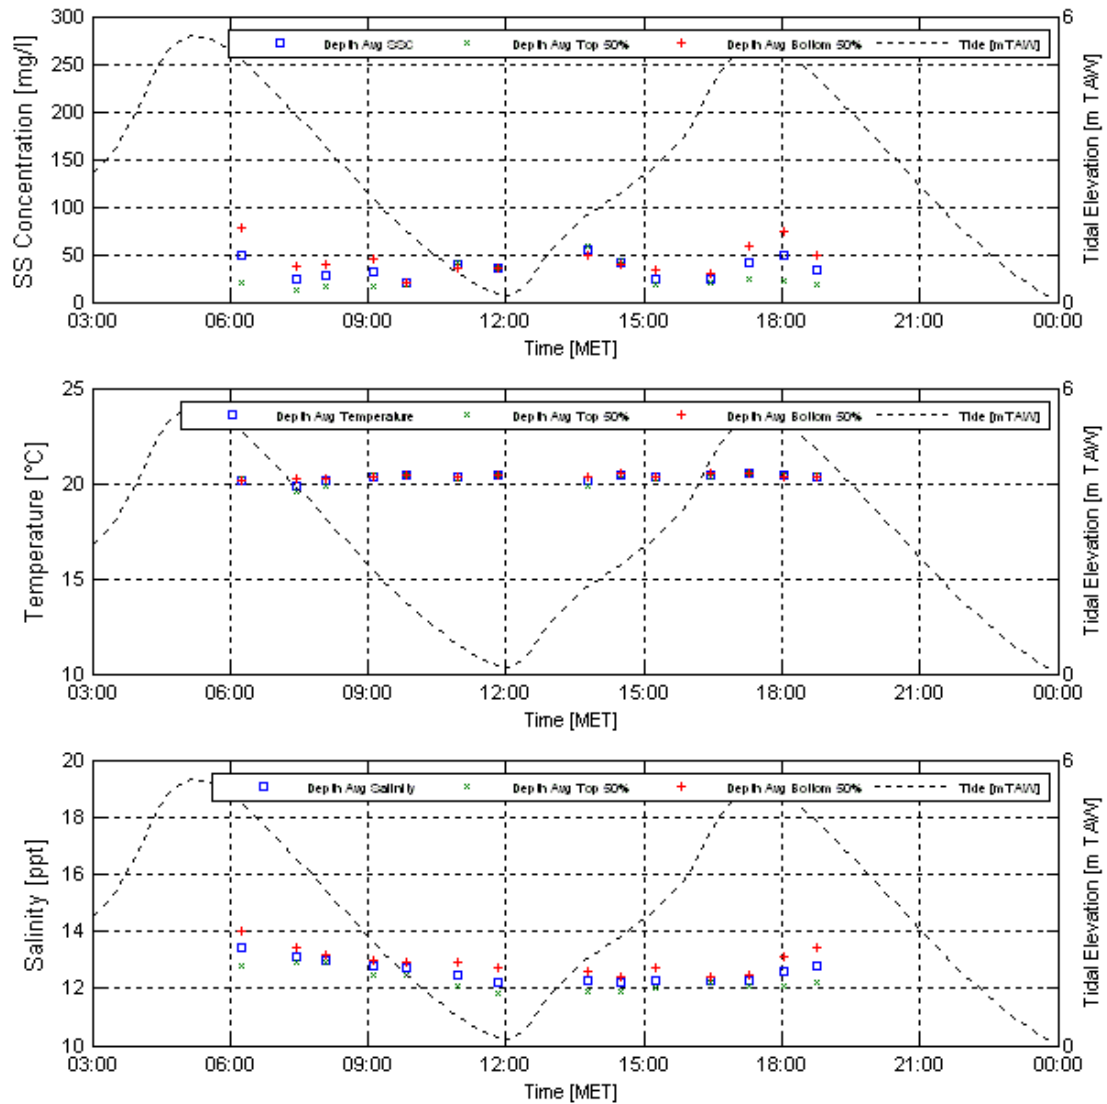 300
250
200
150
100
50
0
SS Concentration [mg/l]
Depth Avg SSC Depth Avg Top 50% Depth Avg Bottom 50% Tide [mTAW]
6
0
Tidal Elevation [m TAW]
03:00 06:00 09:00 12:00 15:00 18:00 21:00 00:00
Time [MET]
25
20
15
10
Temperature [°C]
Depth Avg Temperature Depth Avg Top 50% Depth Avg Bottom 50% Tide [mTAW]
6
0
Tidal Elevation [m TAW]
03:00 06:00 09:00 12:00 15:00 18:00 21:00 00:00
Time [MET]
20
18
16
14
12
10
Salinity [ppt]
Depth Avg Salinity Depth Avg Top 50% Depth Avg Bottom 50% Tide [mTAW]
6
0
Tidal Elevation [m TAW]
03:00 06:00 09:00 12:00 15:00 18:00 21:00 00:00
Time [MET]